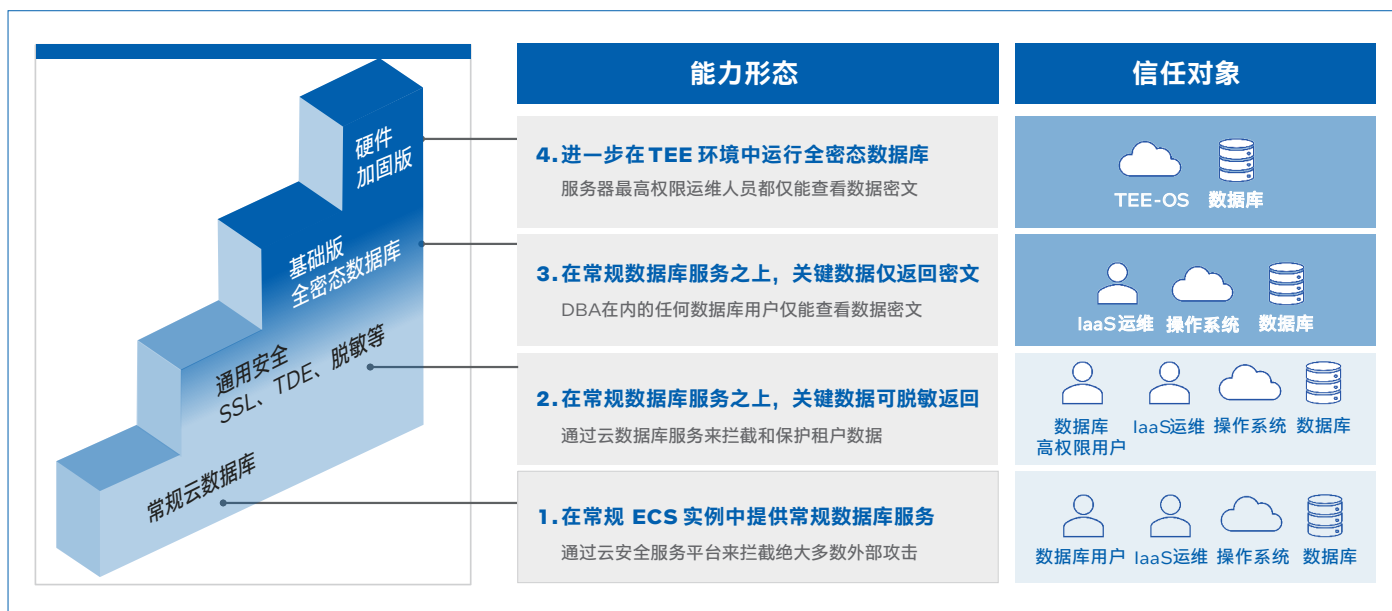 能力形态
信任对象
硬件
加固版
4.进一步在TEE 环境中运行全密态数据库
服务器最高权限运维人员都仅能查看数据密文
TEE-OS 数据库
基础版
全密态数据库
3.在常规数据库服务之上，关键数据仅返回密文
DBA在内的任何数据库用户仅能查看数据密文
IaaS运维 操作系统 数据库
通用安全
SSL、TDE、脱敏等
2.在常规数据库服务之上，关键数据可脱敏返回
通过云数据库服务来拦截和保护租户数据
数据库
高权限用户
IaaS运维 操作系统 数据库
常规云数据库
1.在常规 ECS 实例中提供常规数据库服务
通过云安全服务平台来拦截绝大多数外部攻击
数据库用户 IaaS运维 操作系统 数据库